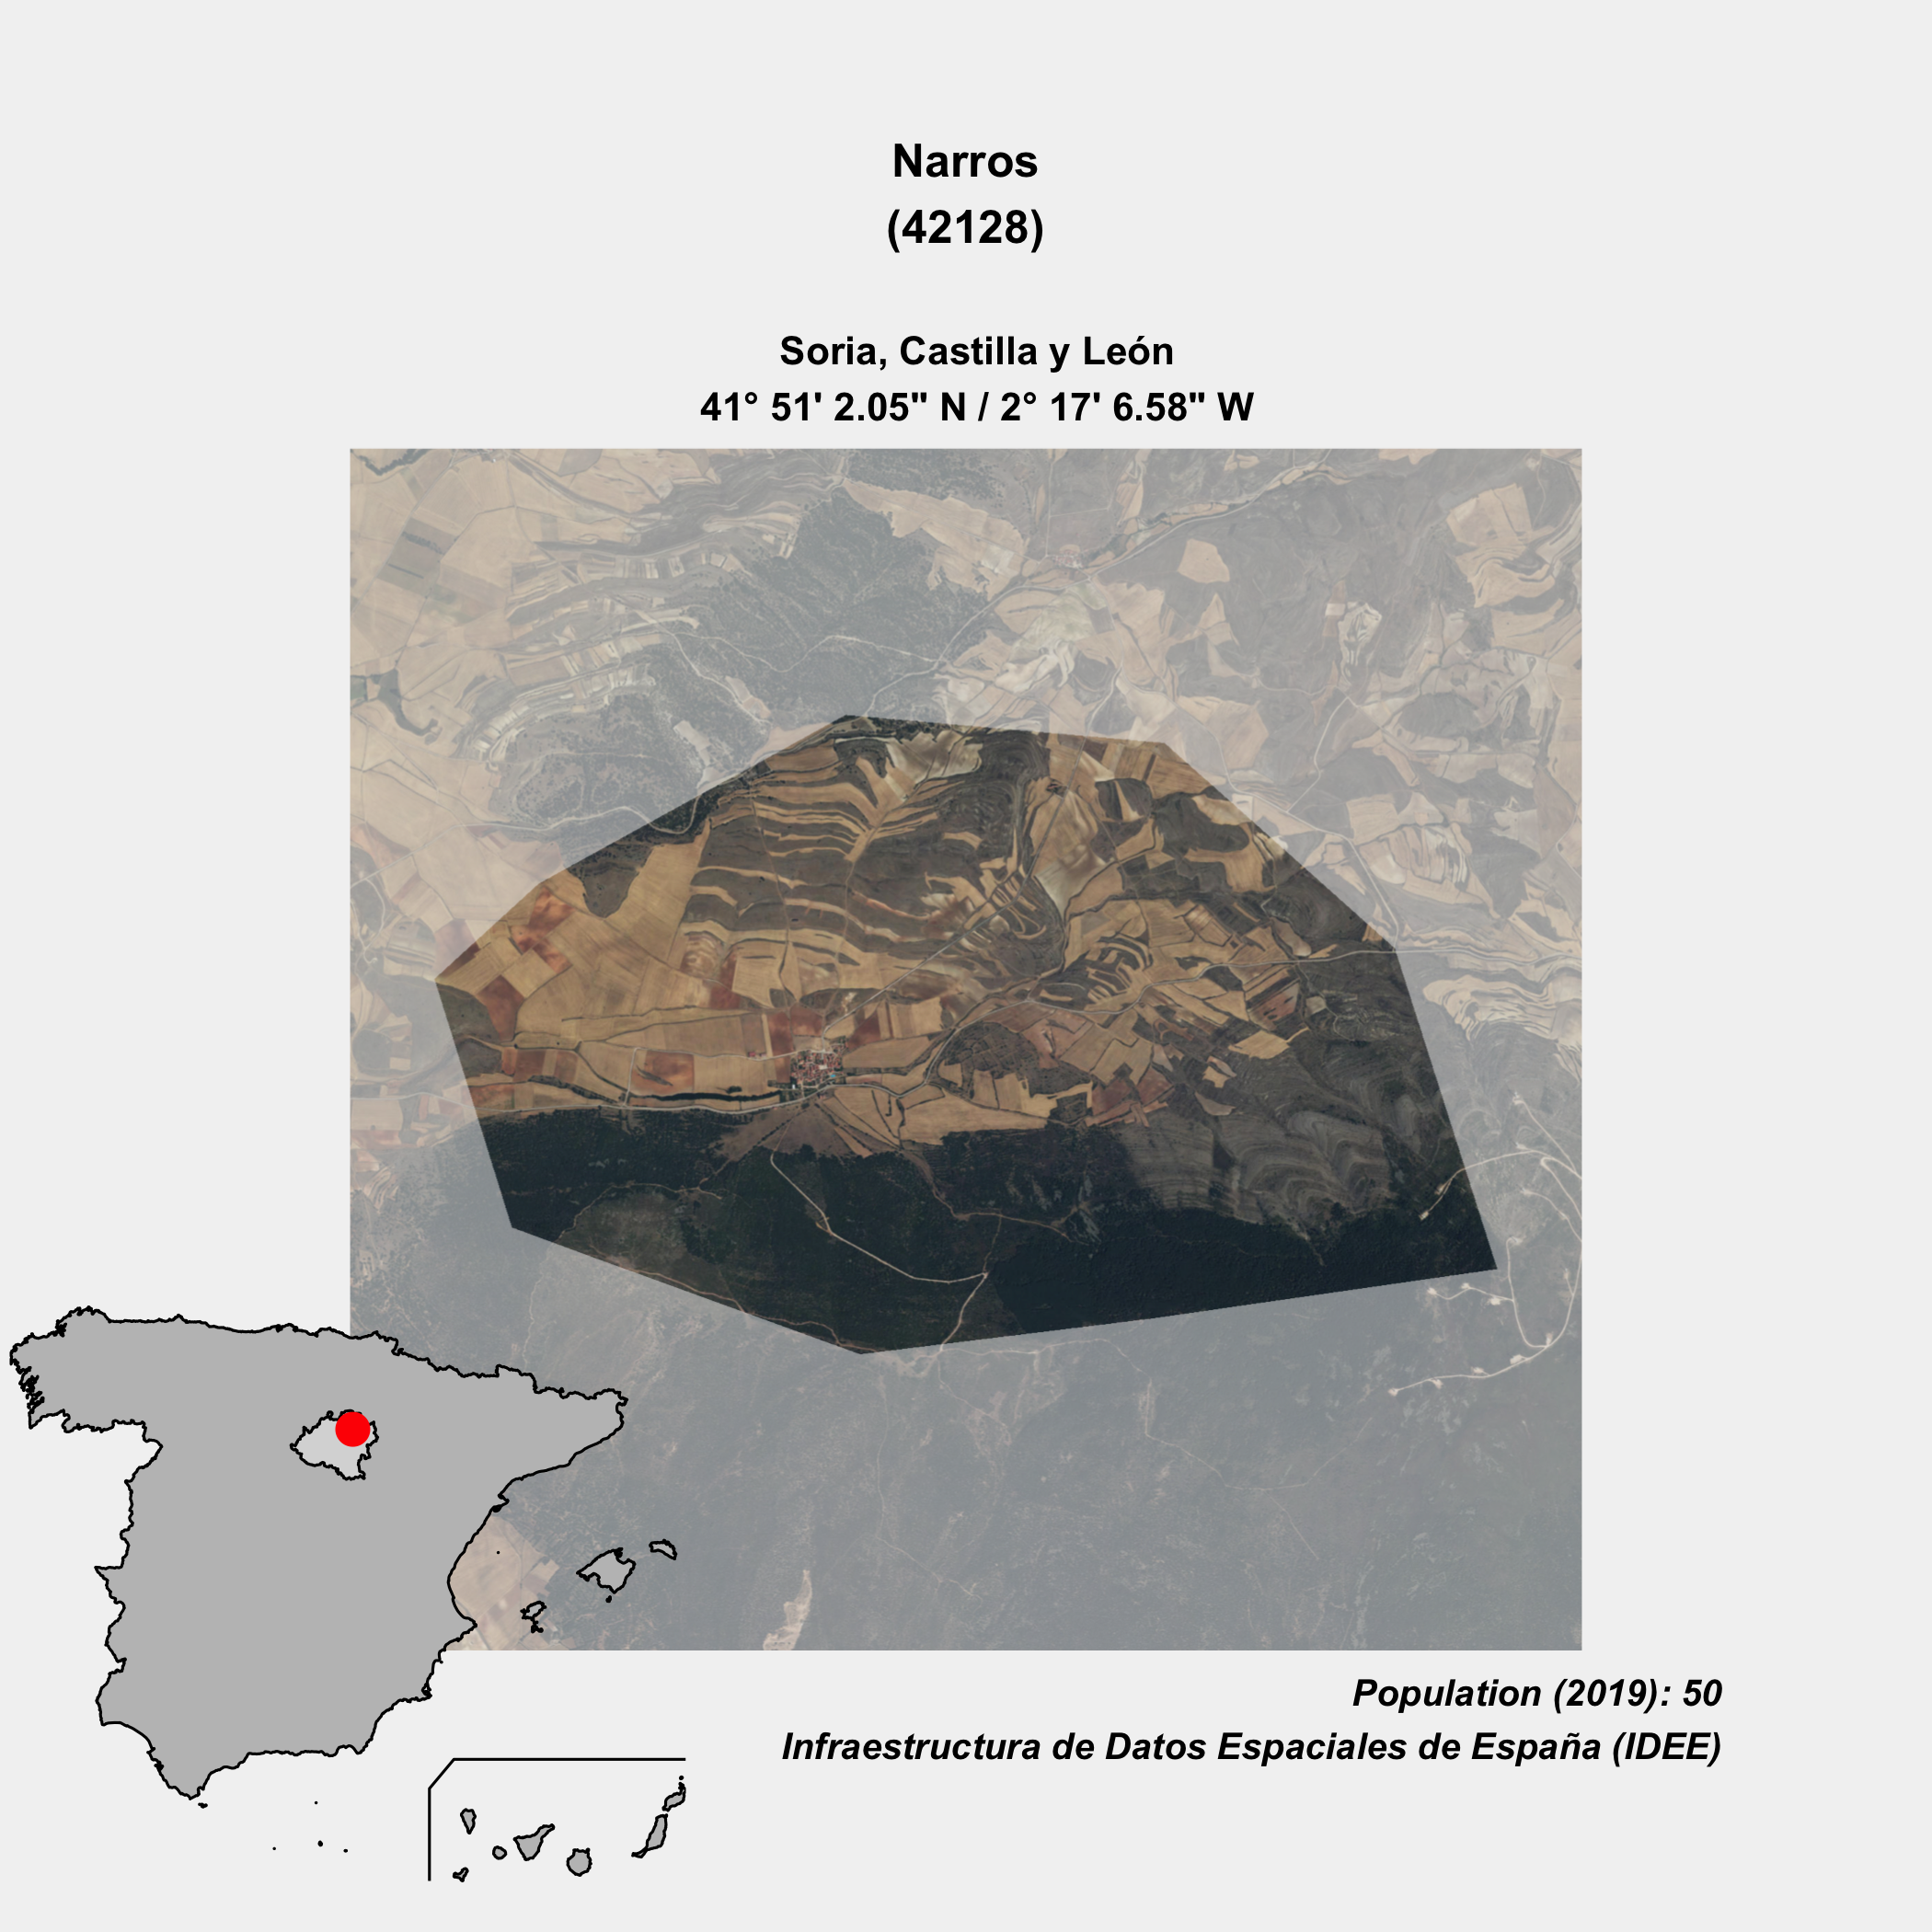 Narros
(42128)
Soria, Castilla y León
41° 51' 2.05" N / 2° 17' 6.58" W
Population (2019): 50
Infraestructura de Datos Espaciales de España (IDEE)